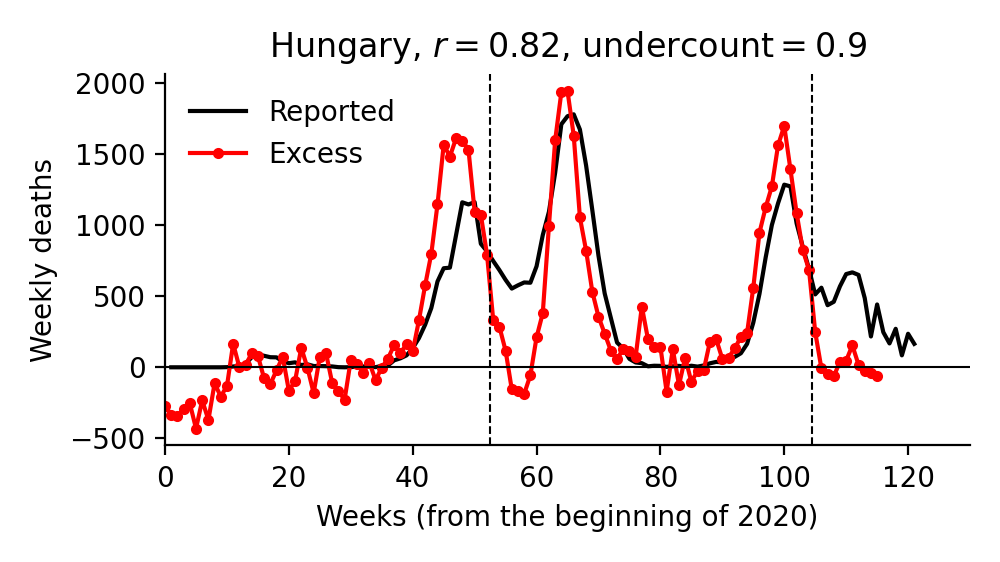 Hungary, r = 0.82, undercount = 0.9
Reported
Excess
Weekly deaths
2000
1500
1000
500
0
−500
0 20 40 60 80 100 120
Weeks (from the beginning of 2020)